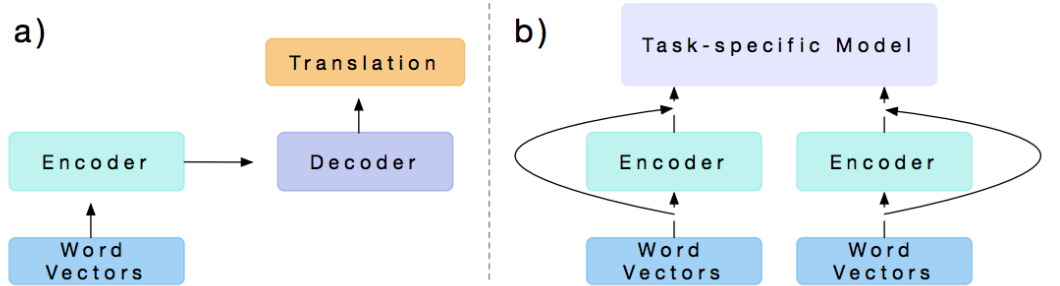 a)
Translation
Encoder
Decoder
Word
Vectors
b)
Task-specific Model
Encoder
Encoder
Word
Vectors
Word
Vectors